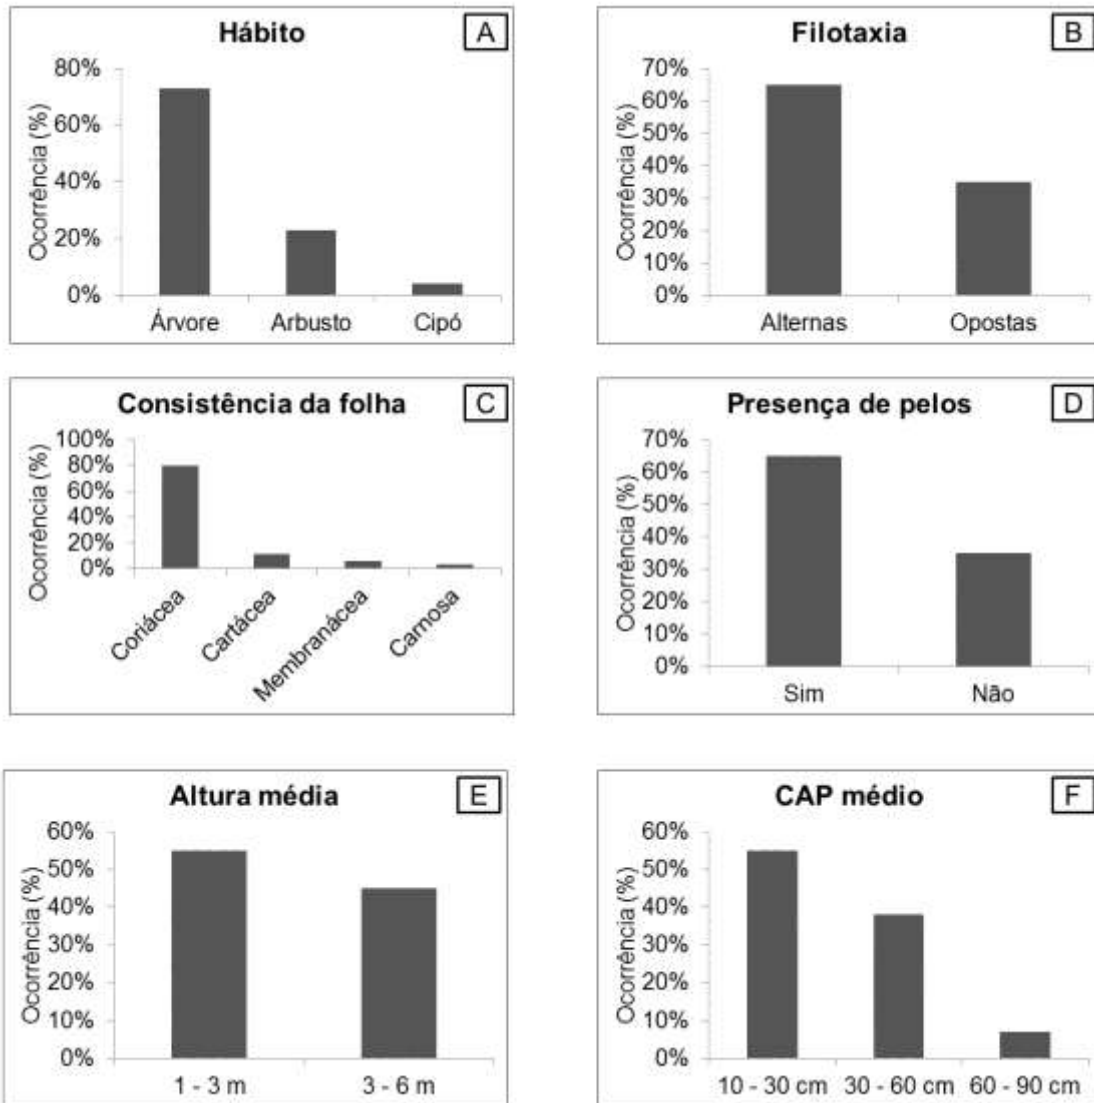 Hábito
A
Ocorrência (%)
80%
60%
40%
20%
0%
Árvore Arbusto Cipó
Filotaxia
B
Ocorrência (%)
70%
60%
50%
40%
30%
20%
10%
0%
Alternas Opostas
Consistência da folha
C
Ocorrência (%)
100%
80%
60%
40%
20%
0%
Coriácea
Cartácea
Membranácea
Carnosa
Presença de pelos
D
Ocorrência (%)
70%
60%
50%
40%
30%
20%
10%
0%
Sim Não
Altura média
E
Ocorrência (%)
60%
50%
40%
30%
20%
10%
0%
1 - 3 m 3 - 6 m
CAP médio
F
Ocorrência (%)
60%
50%
40%
30%
20%
10%
0%
10 - 30 cm 30 - 60 cm 60 - 90 cm